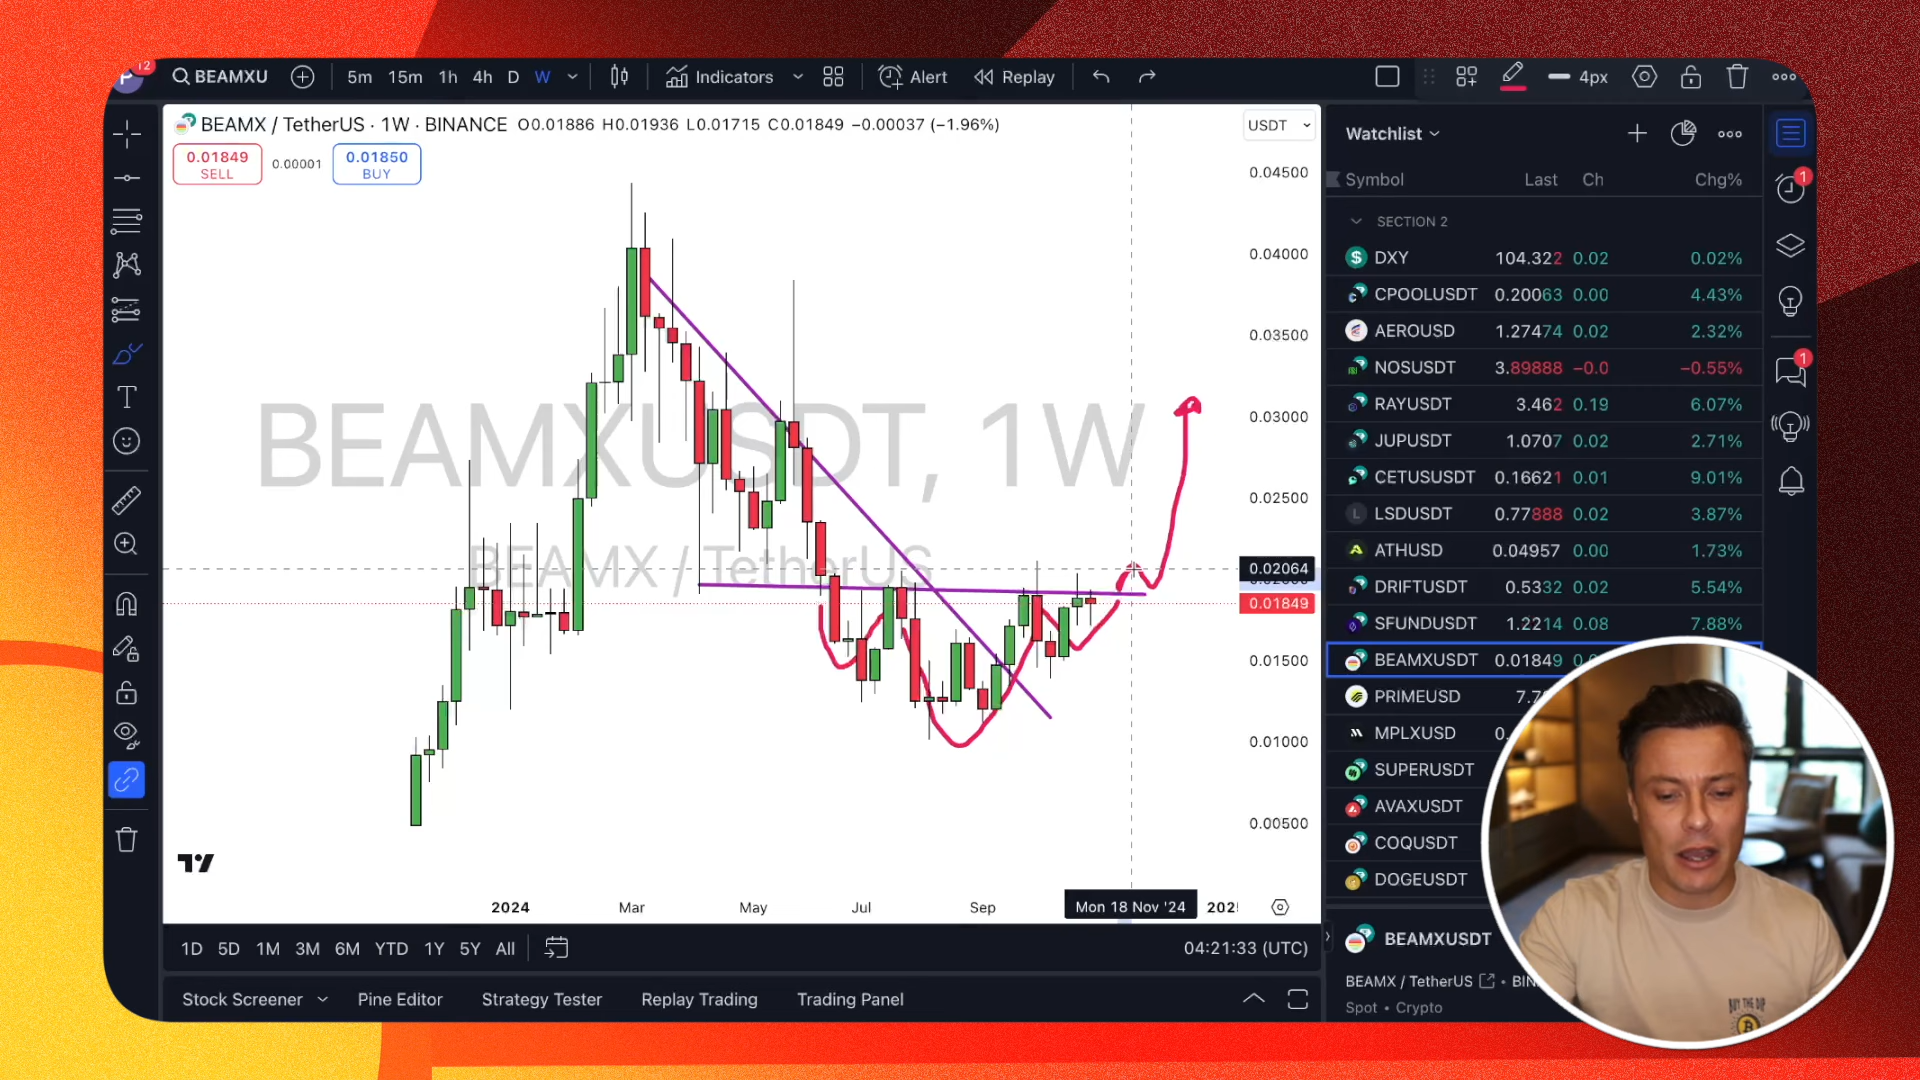 P 12 BEAMXU 5m 15m 1h 4h D W Indicators Alert Replay 4px
BEAMX / TetherUS · 1W · BINANCE O0.01886 H0.01936 L0.01715 C0.01849 −0.00037 (−1.96%)
USDT
0.01849
SELL
0.00001
0.01850
BUY
BEAMXUSDT, 1W
BEAMX / TetherUS
0.04500
0.04000
0.03500
0.03000
0.02500
0.02064
0.01849
0.01500
0.01000
0.00500
2024 Mar May Jul Sep Mon 18 Nov '24
1D 5D 1M 3M 6M YTD 1Y 5Y All 04:21:33 (UTC)
Stock Screener Pine Editor Strategy Tester Replay Trading Trading Panel
Watchlist
Symbol Last Ch Chg%
SECTION 2
DXY 104.322 0.02 0.02%
CPOOLUSDT 0.20063 0.00 4.43%
AEROUSD 1.27474 0.02 2.32%
NOSUSDT 3.89888 −0.0 −0.55%
RAYUSDT 3.462 0.19 6.07%
JUPUSDT 1.0707 0.02 2.71%
CETUSUSDT 0.16621 0.01 9.01%
LSDUSDT 0.77888 0.02 3.87%
ATHUSD 0.04957 0.00 1.73%
DRIFTUSDT 0.5332 0.02 5.54%
SFUNDUSDT 1.2214 0.08 7.88%
BEAMXUSDT 0.01849
PRIMEUSD
MPLXUSD
SUPERUSDT
AVAXUSDT
COQUSDT
DOGEUSDT
BEAMXUSDT
BEAMX / TetherUS
Spot • Crypto
1
1
BUY THE DIP